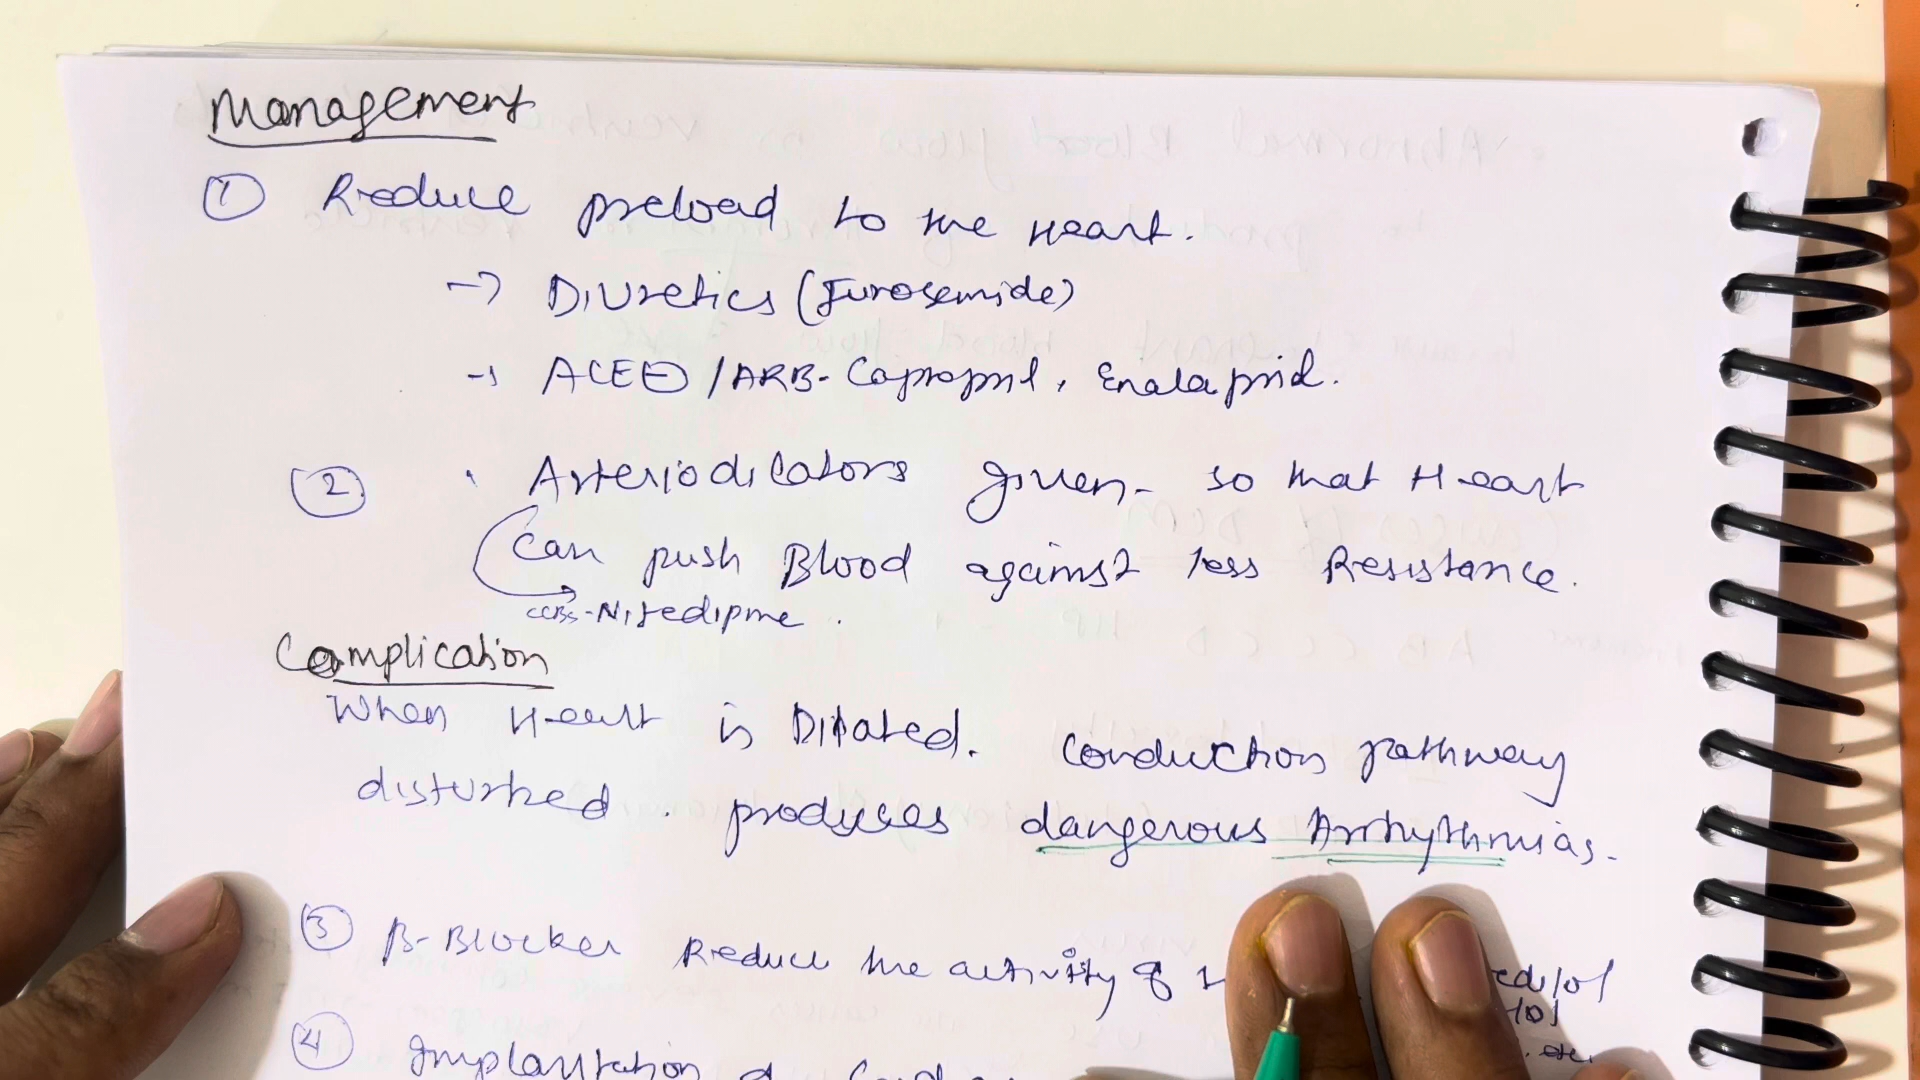 Management
① Reduce preload to the Heart.
→ Diuretics (Furosemide)
→ ACE⊖/ARB- Captopril, Enalapril.
② · Arteriodilators given- so that Heart
can push Blood against less Resistance.
CCBs-Nifedipine.
Complication
When Heart is Dilated. Conduction pathway
disturbed. produces dangerous Arrhythmias.
③ β-Blocker Reduce the activity of
④ Implantation of